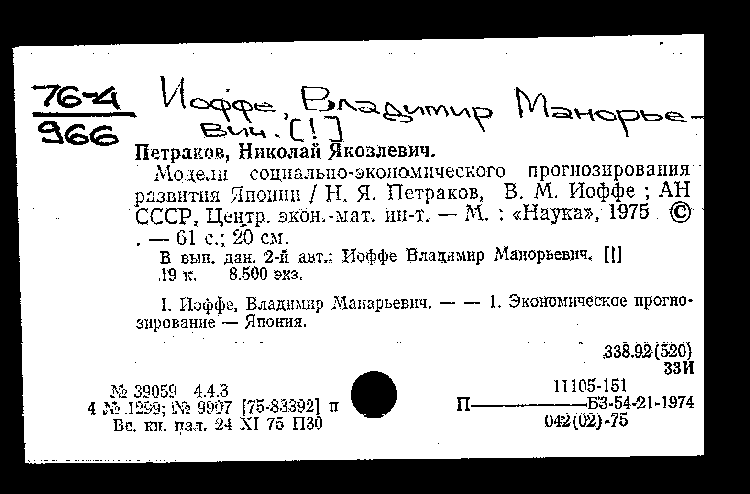 76-4
966
Иоффе, Владимир Манорье-
вич. [!]
Петраков, Николай Яковлевич.
Модели социально-экономического прогнозирования
развития Японии / Н. Я. Петраков, В. М. Иоффе ; АН
СССР, Центр. экон.-мат. ин-т. — М. : «Наука», 1975 ©
. — 61 с.; 20 см.
В вып. дан. 2-й авт.: Иоффе Владимир Манорьевич. [!]
19 к. 8.500 экз.
I. Иоффе, Владимир Манарьевич. — — 1. Экономическое прогно-
зирование — Япония.
338.92(520)
33И
№ 39059 4.4.3
4 № 1299; № 9907 [75-83392] п
Вс. кн. пал. 24 XI 75 П30
11105-151
П————БЗ-54-21-1974
042(02)-75